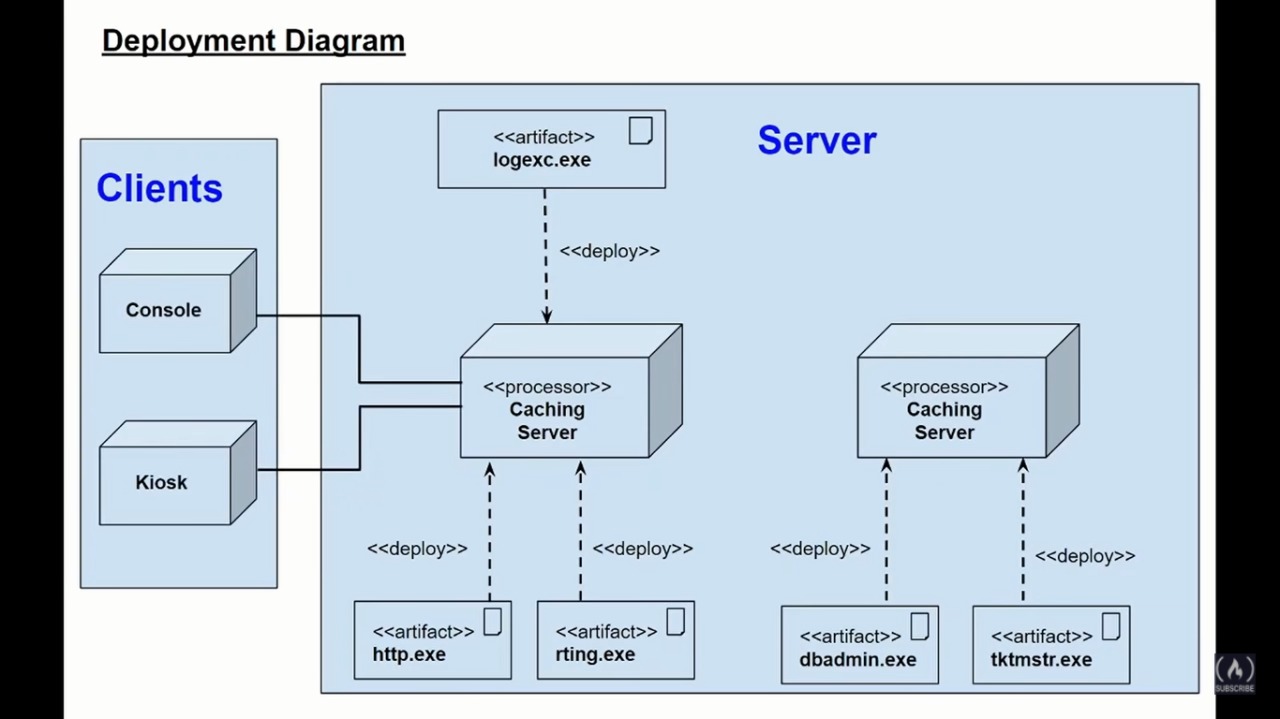 Deployment Diagram
Clients
Console
Kiosk
Server
<<artifact>>
logexc.exe
<<deploy>>
<<processor>>
Caching
Server
<<processor>>
Caching
Server
<<deploy>>
<<deploy>>
<<deploy>>
<<deploy>>
<<artifact>>
http.exe
<<artifact>>
rting.exe
<<artifact>>
dbadmin.exe
<<artifact>>
tktmstr.exe
SUBSCRIBE